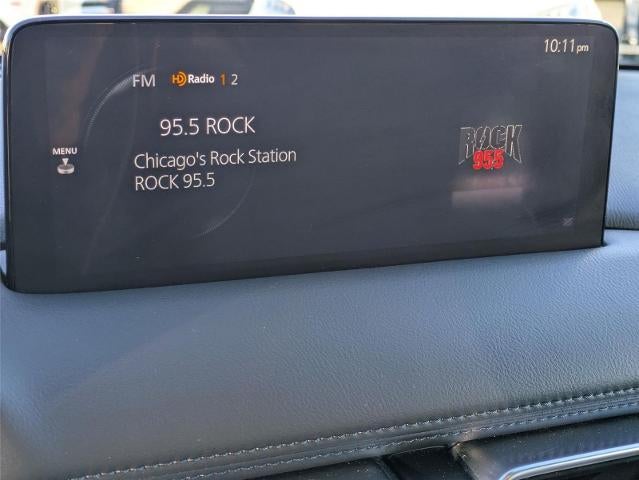 10:11 pm
FM HD Radio 1 2
95.5 ROCK
MENU
Chicago's Rock Station
ROCK 95.5
ROCK
95.5